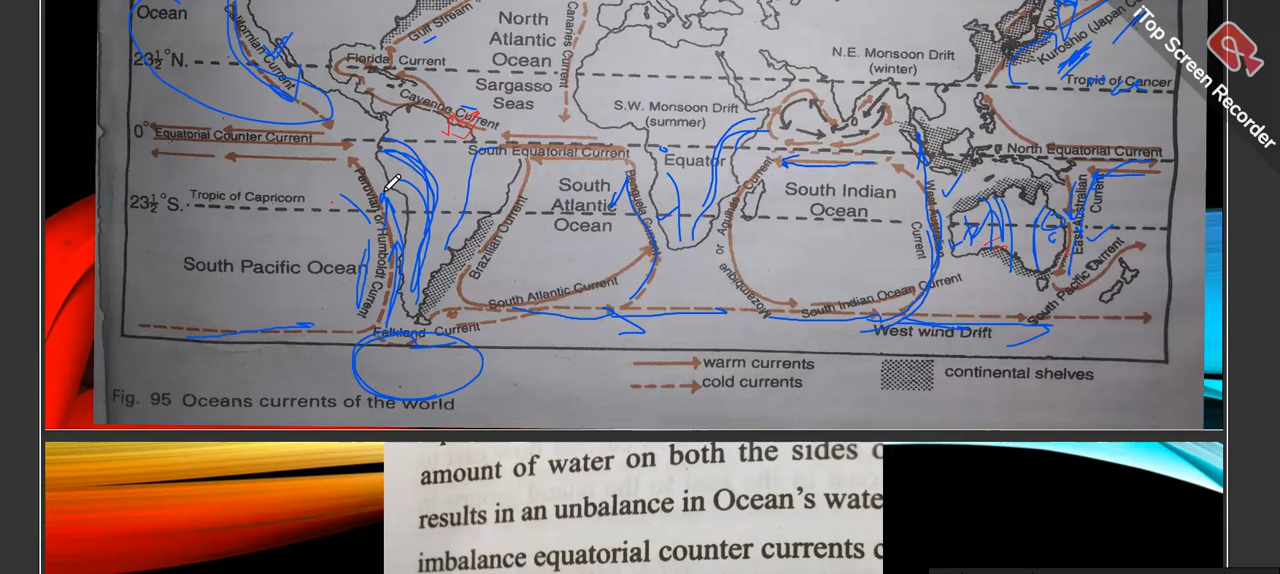 Ocean
Californian Current
23½°N.
Gulf Stream
Florida Current
Cayenne Current
North
Atlantic
Ocean
Sargasso
Seas
Canaries Current
N.E. Monsoon Drift
(winter)
S.W. Monsoon Drift
(summer)
Kuroshio (Japan C
Okh
Tropic of Cancer
0°
Equatorial Counter Current
South Equatorial Current
Equator
North Equatorial Current
23½°S.
Tropic of Capricorn
Peruvian or Humboldt Current
South Pacific Ocean
Brazilian Current
South
Atlantic
Ocean
Benguela Current
South Atlantic Current
Falkland Current
Mozambique or Agulhas Current
South Indian
Ocean
West Australian
Current
South Indian Ocean Current
East Australian
Current
South Pacific Current
West wind Drift
warm currents
cold currents
continental shelves
Fig. 95 Oceans currents of the world
iTop Screen Recorder
amount of water on both the sides
results in an unbalance in Ocean's wate
imbalance equatorial counter currents